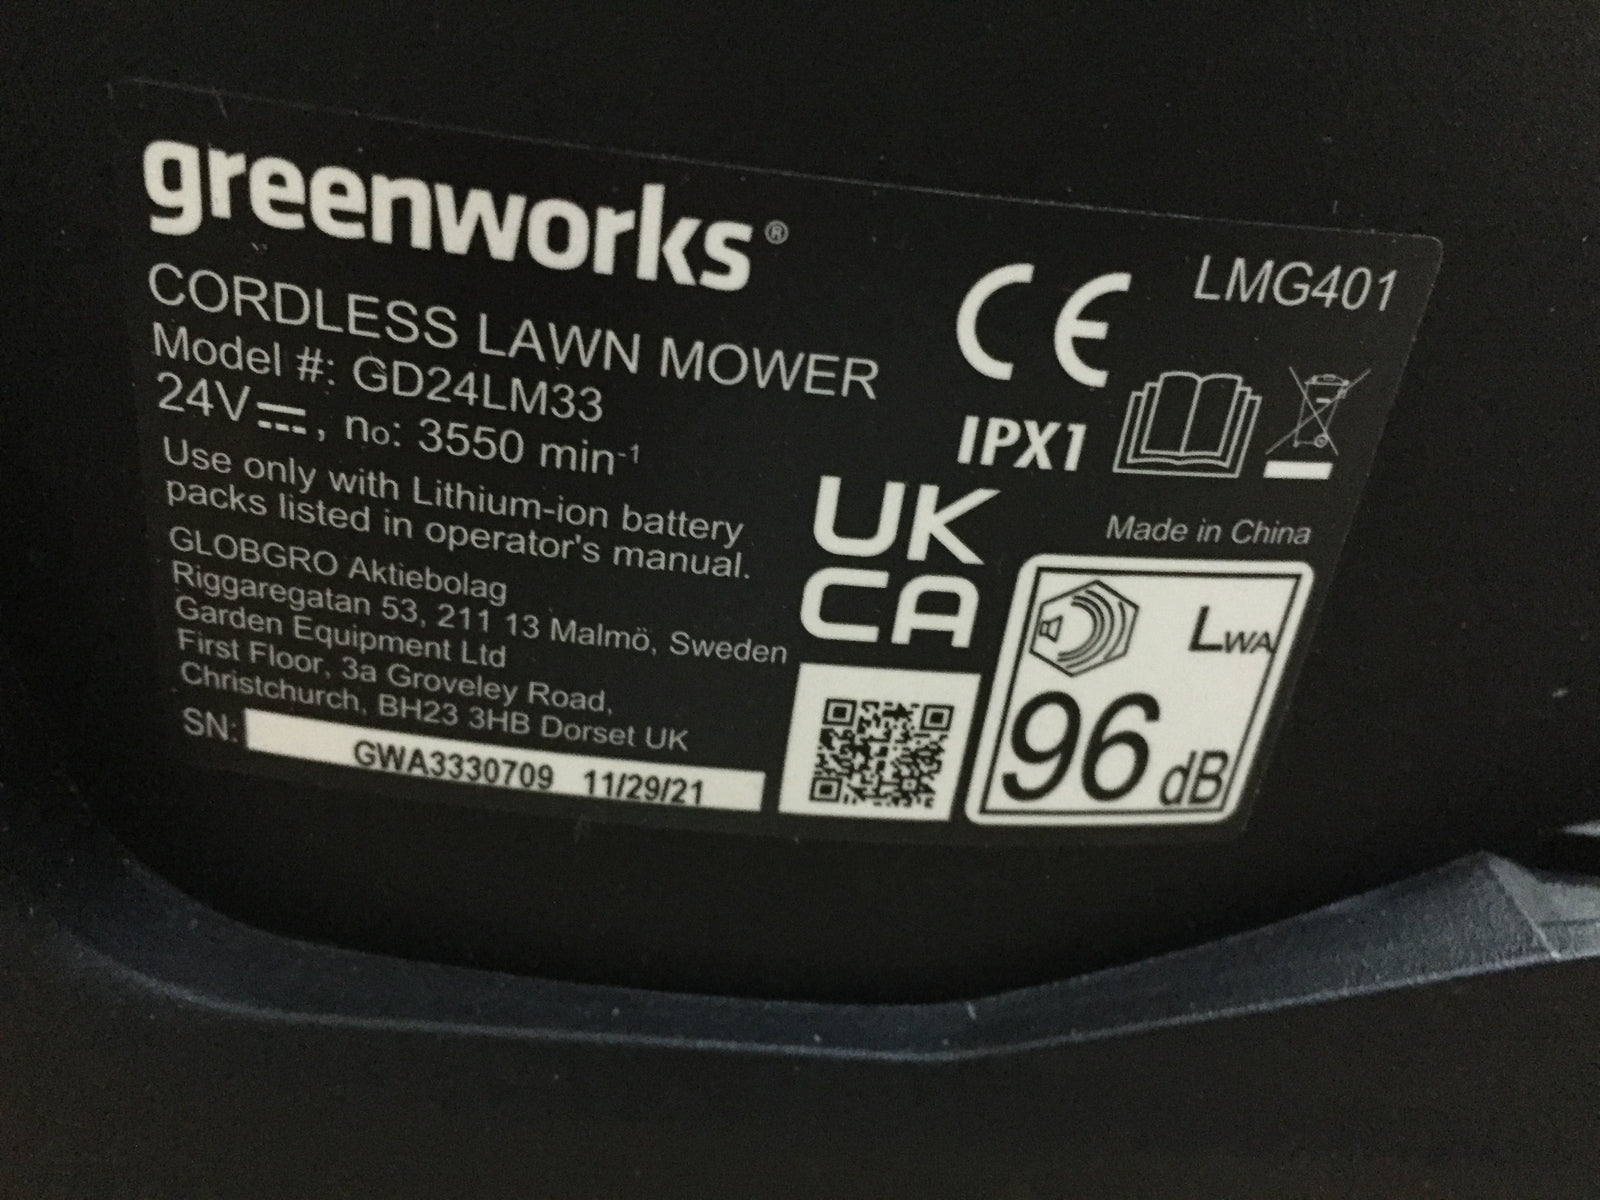 greenworks®
CORDLESS LAWN MOWER
Model #: GD24LM33
24V⎓, n₀: 3550 min⁻¹
Use only with Lithium-ion battery
packs listed in operator's manual.
GLOBGRO Aktiebolag
Riggaregatan 53, 211 13 Malmö, Sweden
Garden Equipment Ltd
First Floor, 3a Groveley Road,
Christchurch, BH23 3HB Dorset UK
SN: GWA3330709 11/29/21
CE
LMG401
IPX1
UK
CA
Made in China
LWA
96 dB